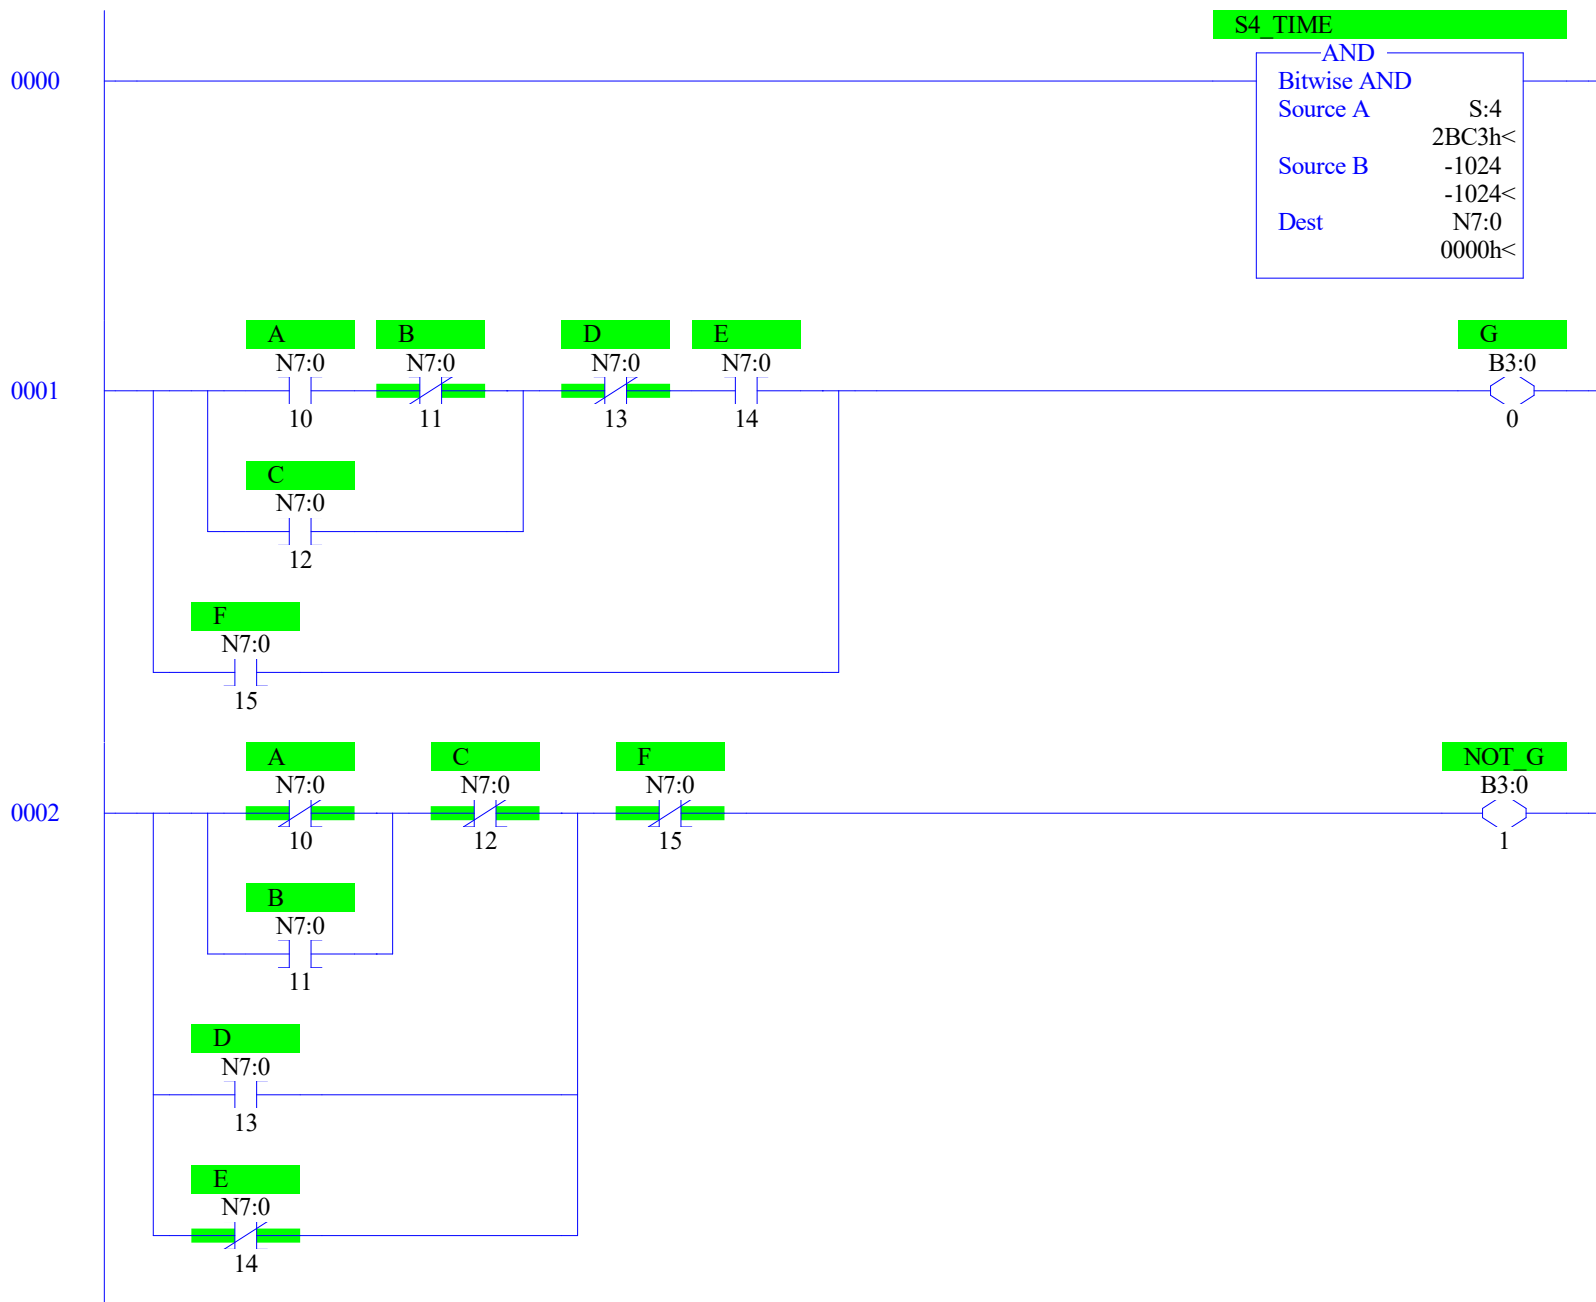 S4_TIME
AND
0000
Bitwise AND
Source A S:4
2BC3h<
Source B -1024
-1024<
Dest N7:0
0000h<
A B D E G
N7:0 N7:0 N7:0 N7:0 B3:0
0001
10 11 13 14 0
C
N7:0
12
F
N7:0
15
A C F NOT_G
N7:0 N7:0 N7:0 B3:0
0002
10 12 15 1
B
N7:0
11
D
N7:0
13
E
N7:0
14